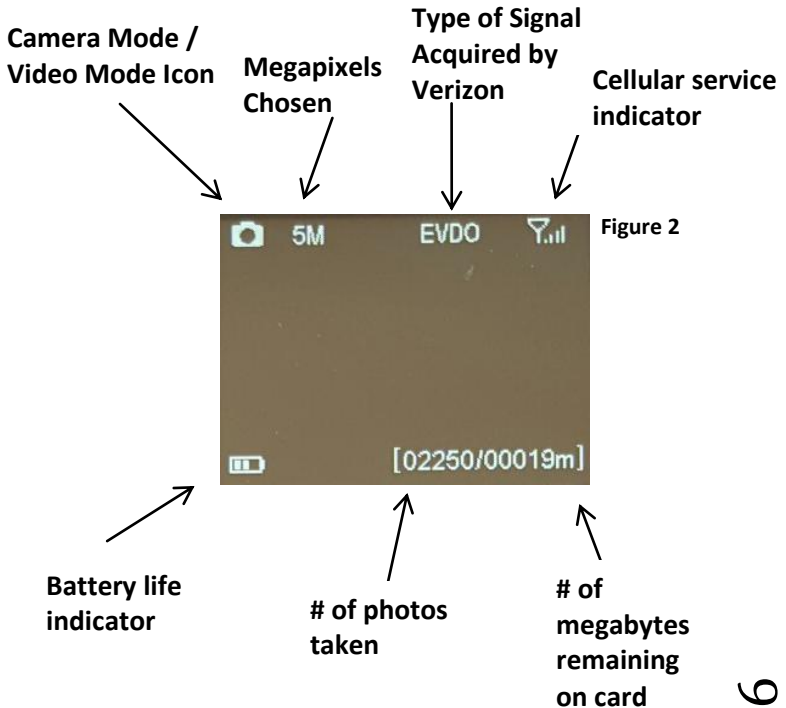 Camera Mode /
Video Mode Icon
Megapixels
Chosen
Type of Signal
Acquired by
Verizon
Cellular service
indicator
5M
EVDO
Figure 2
[02250/00019m]
Battery life
indicator
# of photos
taken
# of
megabytes
remaining
on card
9